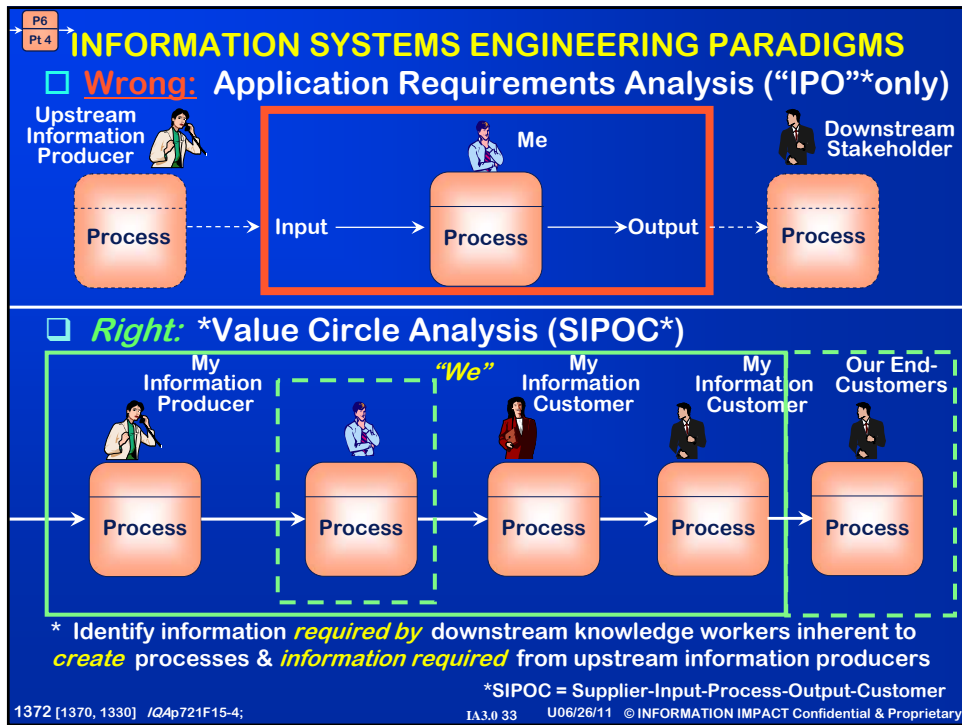 P6
Pt 4
INFORMATION SYSTEMS ENGINEERING PARADIGMS
Wrong: Application Requirements Analysis (“IPO”*only)
Upstream
Information
Producer
Me
Downstream
Stakeholder
Process
Input
Process
Output
Process
Right: *Value Circle Analysis (SIPOC*)
My
Information
Producer
“We”
My
Information
Customer
My
Information
Customer
Our End-
Customers
Process
Process
Process
Process
Process
* Identify information required by downstream knowledge workers inherent to
create processes & information required from upstream information producers
*SIPOC = Supplier-Input-Process-Output-Customer
1372 [1370, 1330] IQAp721F15-4;
IA3.0 33
U06/26/11 © INFORMATION IMPACT Confidential & Proprietary